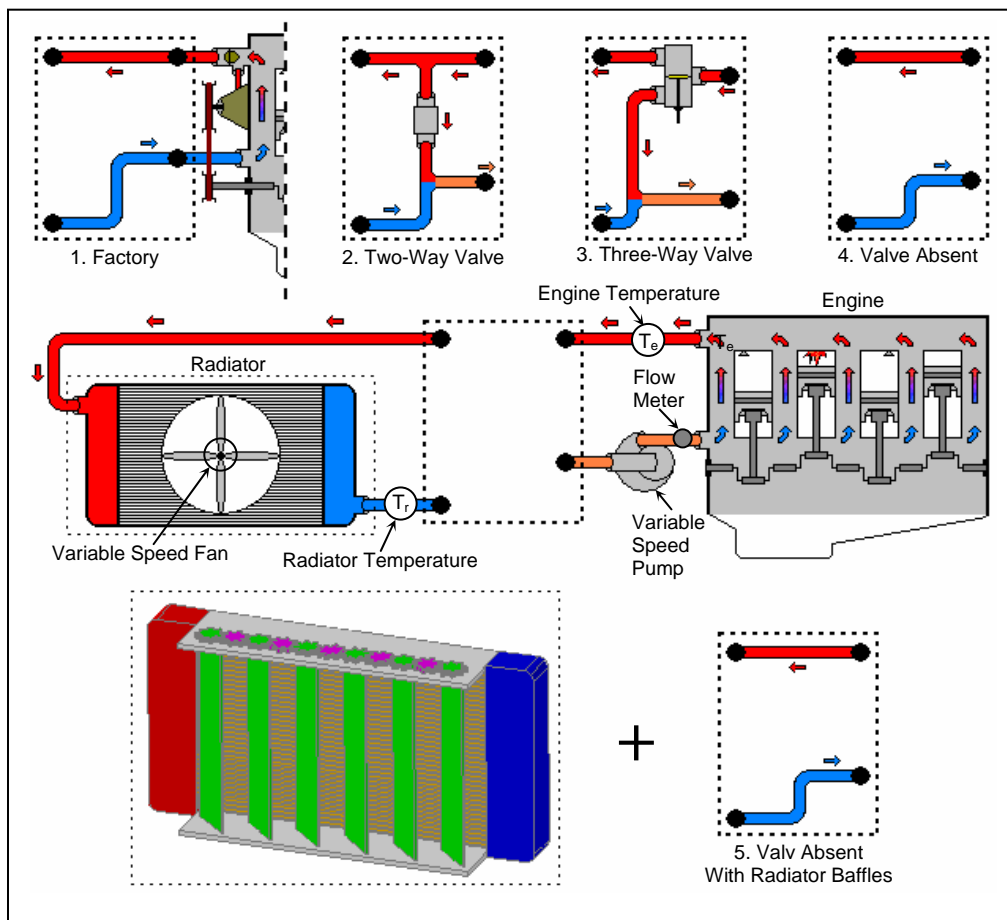 1. Factory
2. Two-Way Valve
3. Three-Way Valve
4. Valve Absent
Engine Temperature
Engine
Te
Te
Radiator
Flow
Meter
Tr
Variable Speed Fan
Radiator Temperature
Variable
Speed
Pump
+
5. Valv Absent
With Radiator Baffles